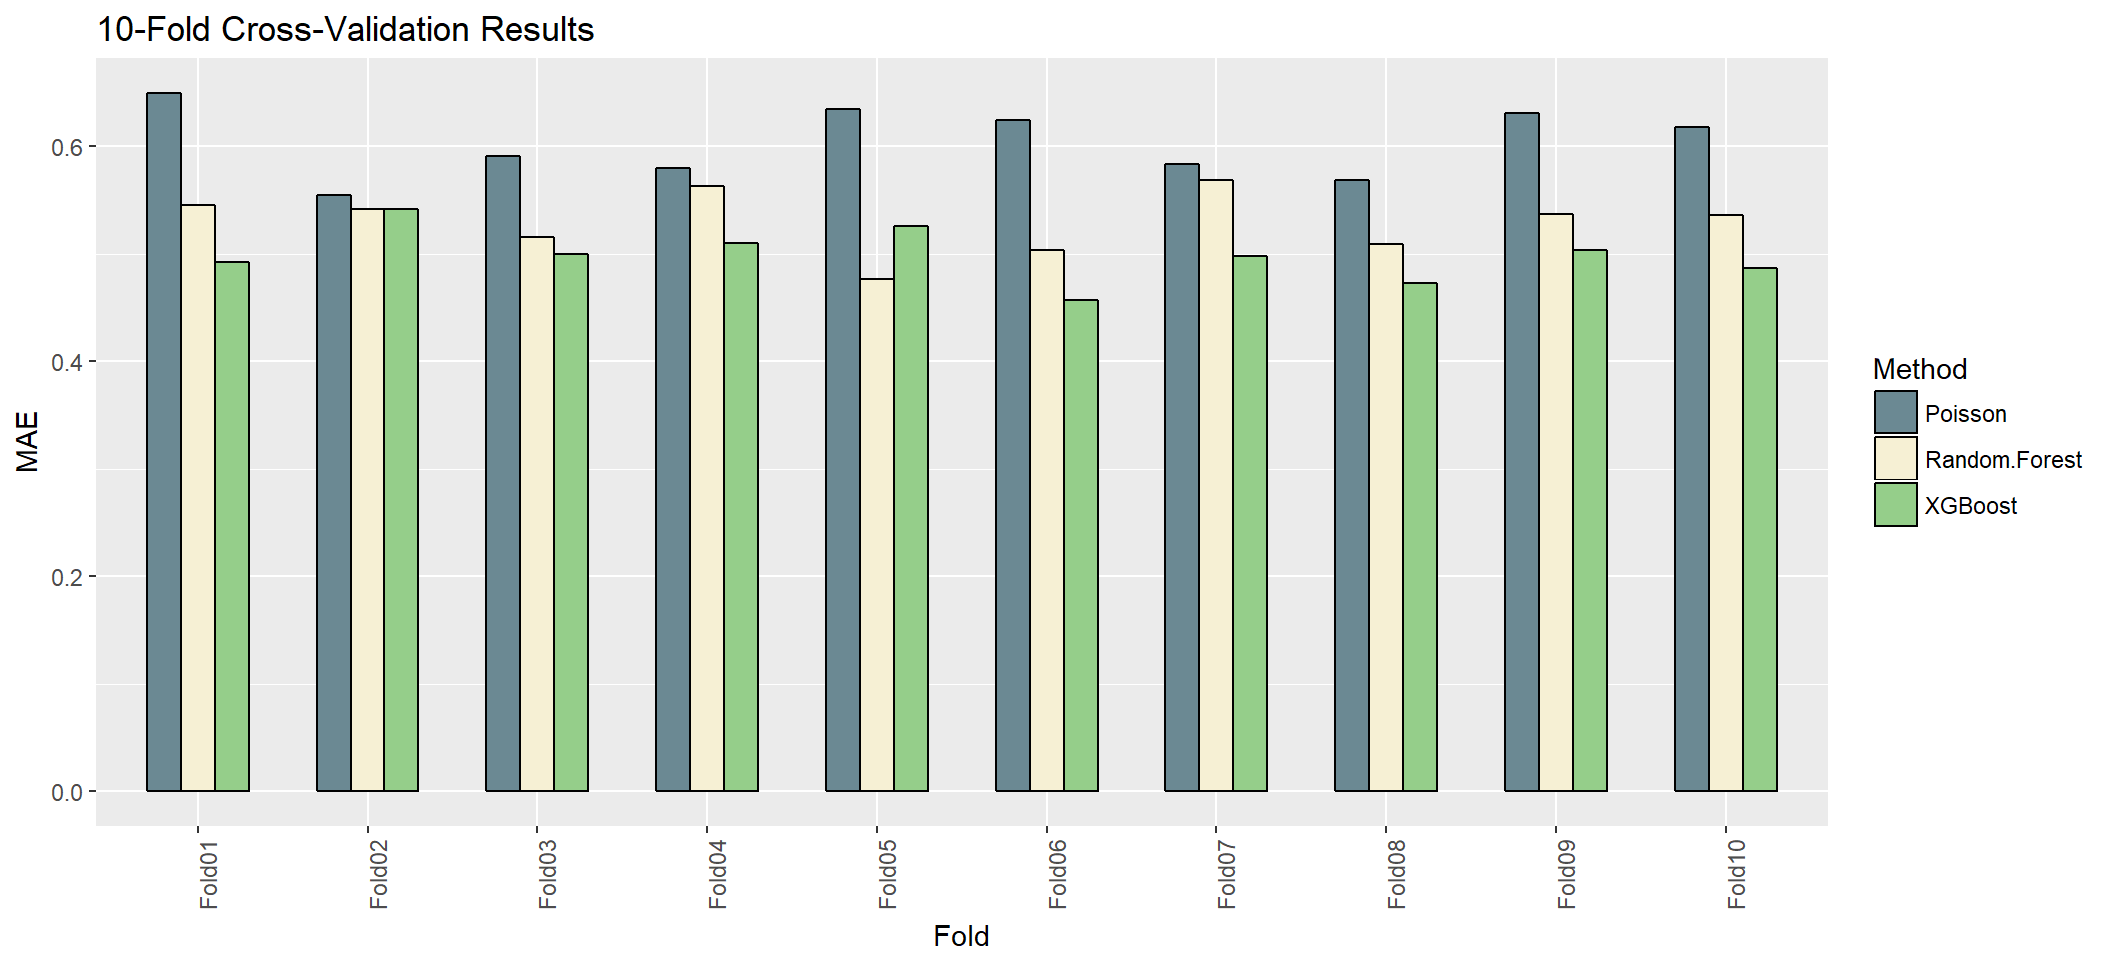 10-Fold Cross-Validation Results
MAE
0.6
0.4
0.2
0.0
Fold01
Fold02
Fold03
Fold04
Fold05
Fold06
Fold07
Fold08
Fold09
Fold10
Fold
Method
Poisson
Random.Forest
XGBoost